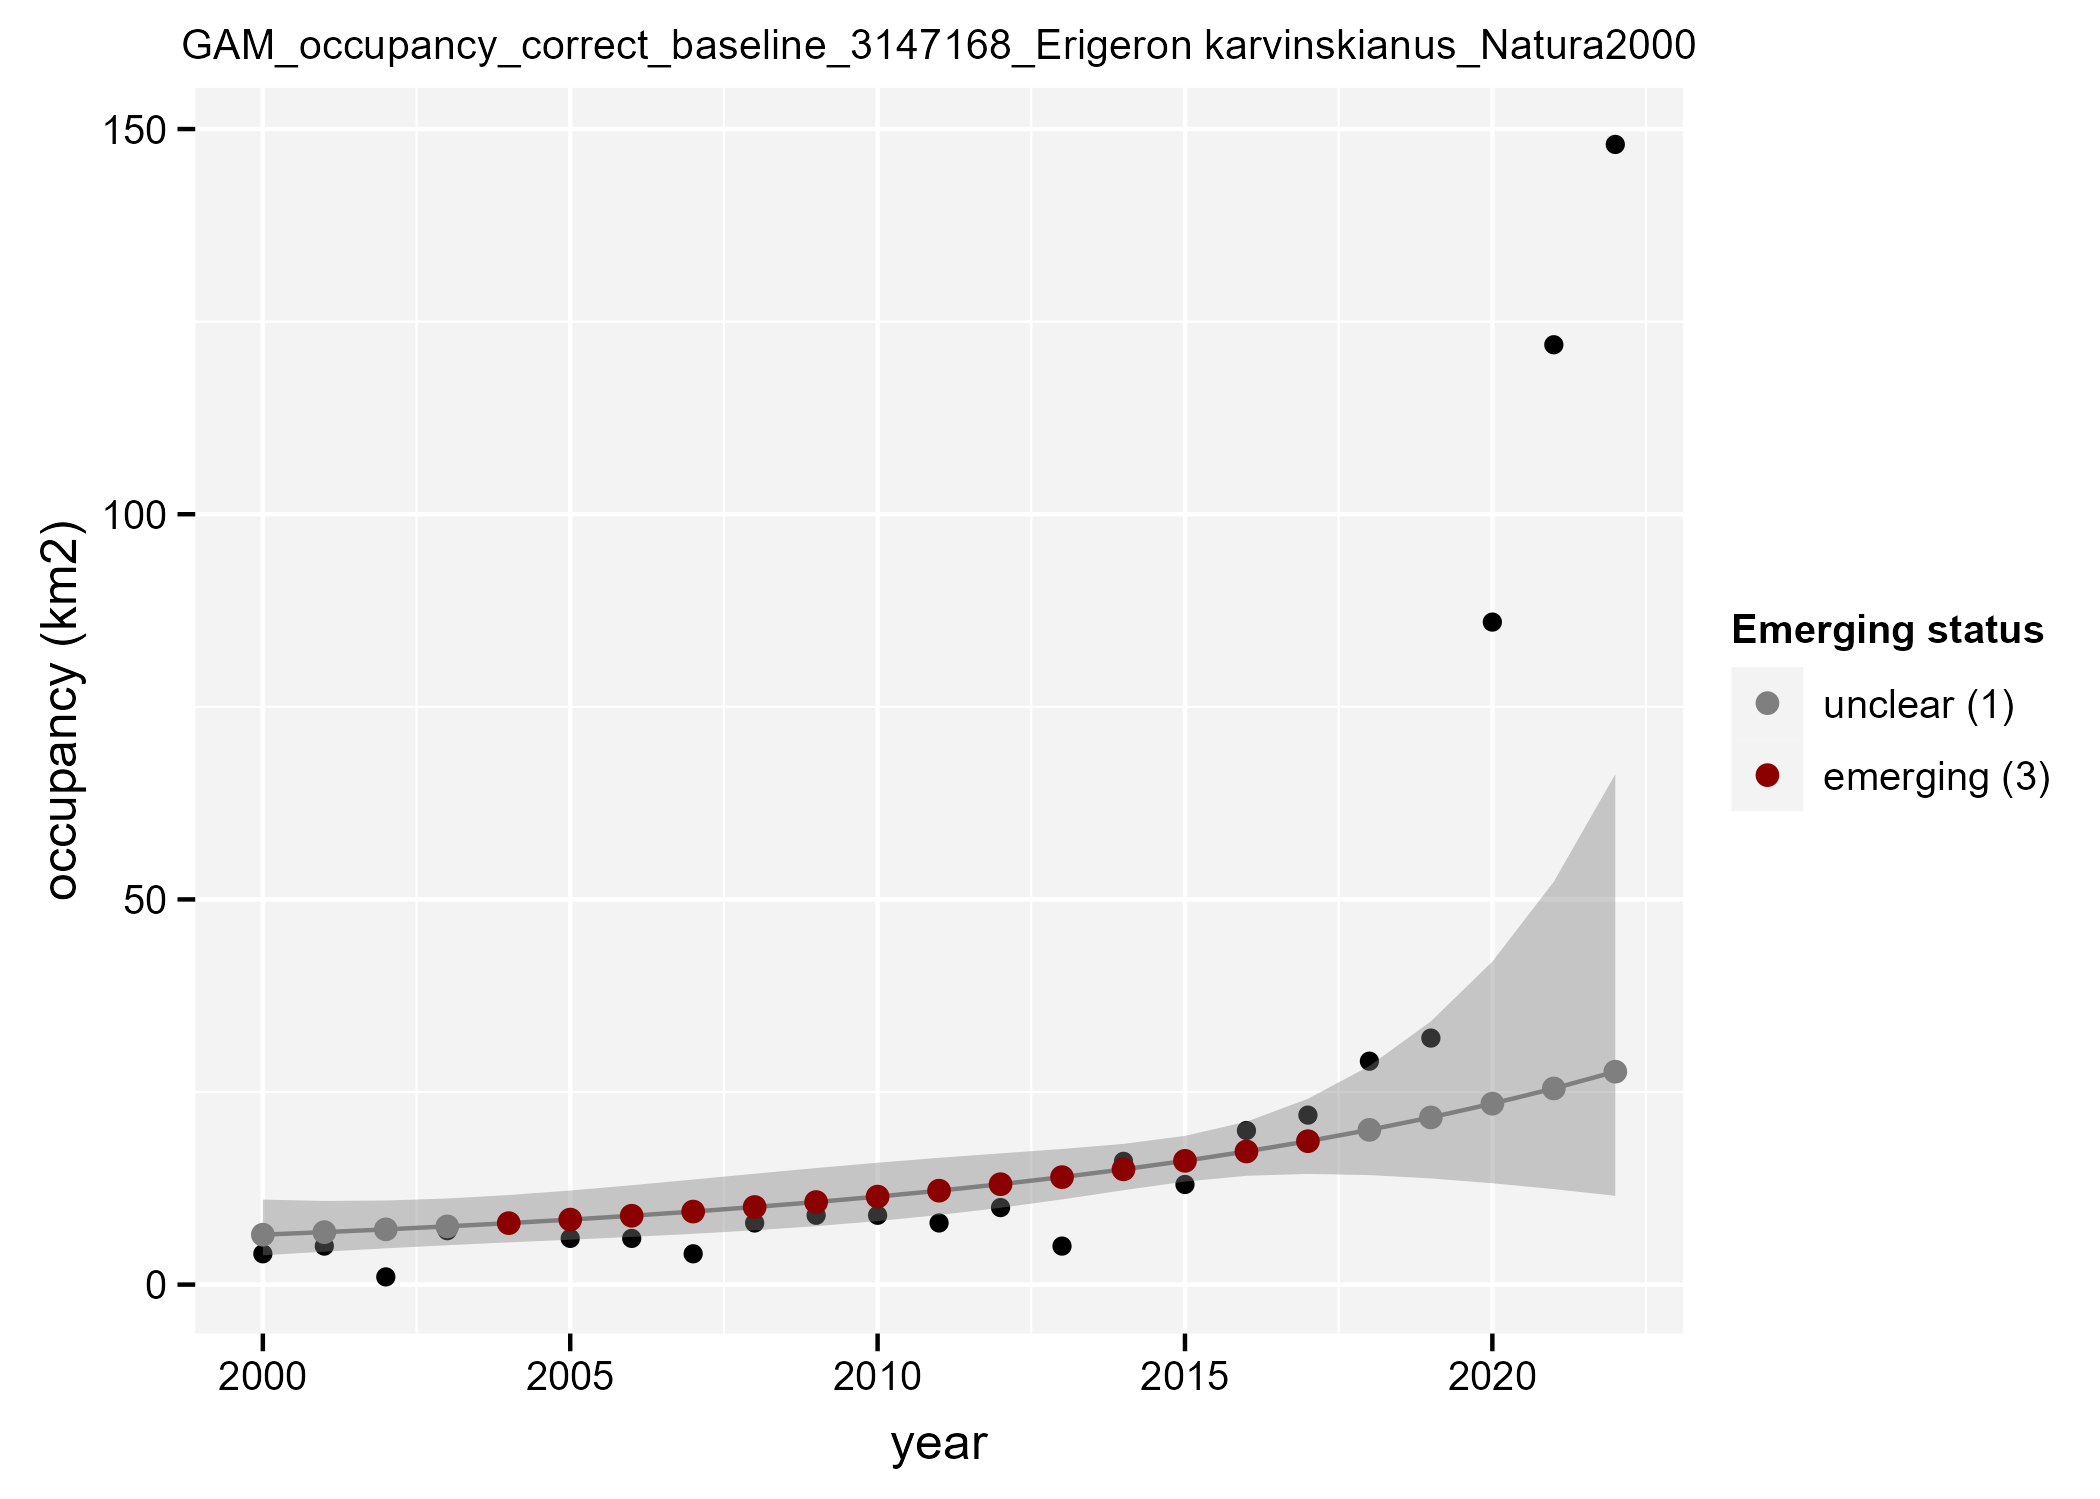 GAM_occupancy_correct_baseline_3147168_Erigeron karvinskianus_Natura2000
150
100
50
0
occupancy (km2)
2000 2005 2010 2015 2020
year
Emerging status
unclear (1)
emerging (3)